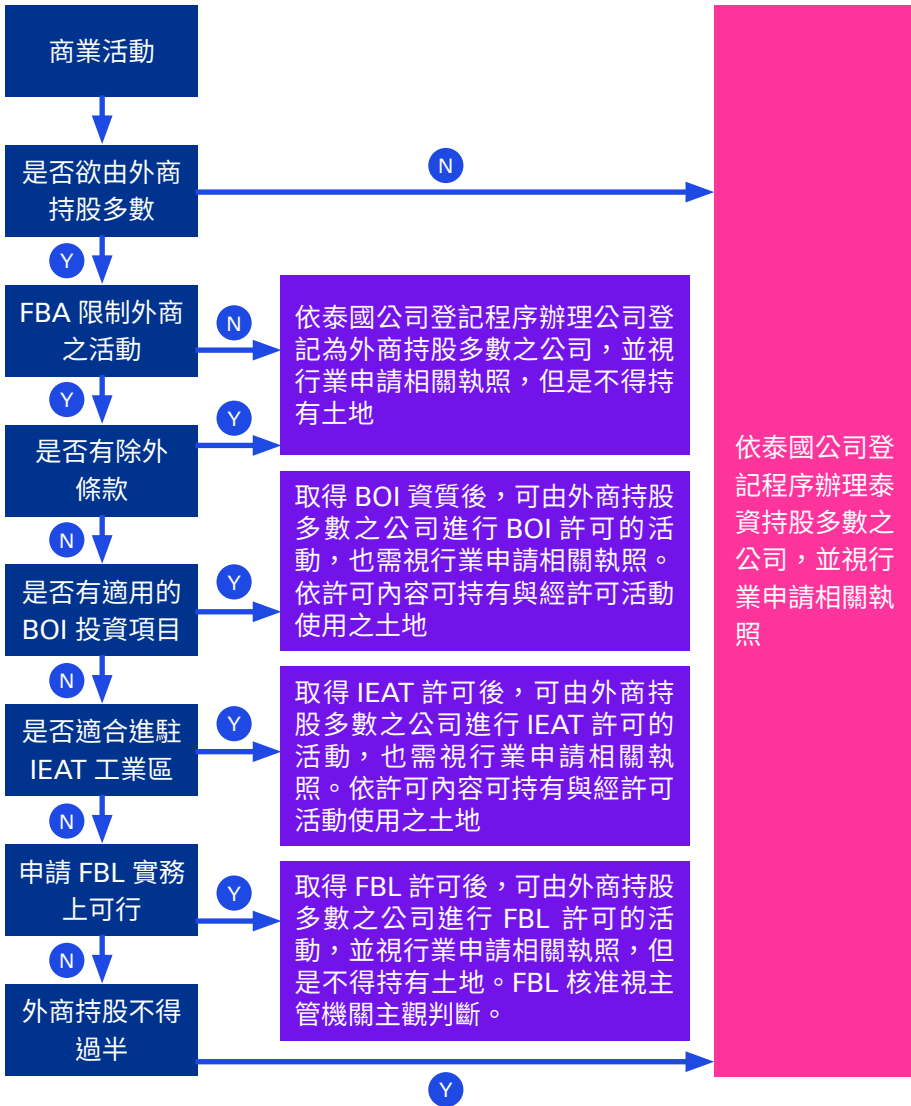 商業活動
是否欲由外商
持股多數
N
Y
FBA 限制外商
之活動
N
依泰國公司登記程序辦理公司登
記為外商持股多數之公司，並視
行業申請相關執照，但是不得持
有土地
Y
Y
是否有除外
條款
N
是否有適用的
BOI 投資項目
Y
取得 BOI 資質後，可由外商持股
多數之公司進行 BOI 許可的活
動，也需視行業申請相關執照。
依許可內容可持有與經許可活動
使用之土地
N
是否適合進駐
IEAT 工業區
Y
取得 IEAT 許可後，可由外商持
股多數之公司進行 IEAT 許可的
活動，也需視行業申請相關執
照。依許可內容可持有與經許可
活動使用之土地
N
申請 FBL 實務
上可行
Y
取得 FBL 許可後，可由外商持股
多數之公司進行 FBL 許可的活
動，並視行業申請相關執照，但
是不得持有土地。FBL 核准視主
管機關主觀判斷。
N
外商持股不得
過半
Y
依泰國公司登
記程序辦理泰
資持股多數之
公司，並視行
業申請相關執
照